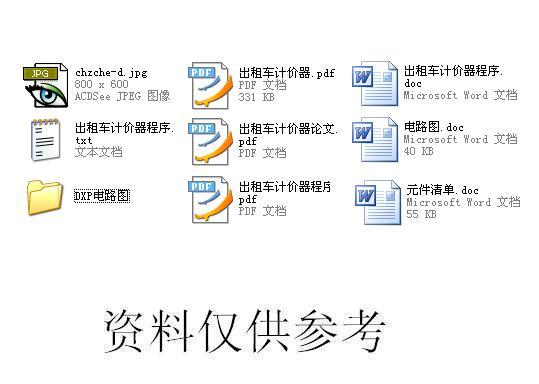 JPG
chzche-d.jpg
800 x 600
ACDSee JPEG 图像
PDF
出租车计价器.pdf
PDF 文档
331 KB
出租车计价器程序.
doc
Microsoft Word 文档
出租车计价器程序.
txt
文本文档
PDF
出租车计价器论文.
pdf
PDF 文档
电路图.doc
Microsoft Word 文档
40 KB
DXP电路图
PDF
出租车计价器程序
pdf
PDF 文档
元件清单.doc
Microsoft Word 文档
55 KB
资料仅供参考